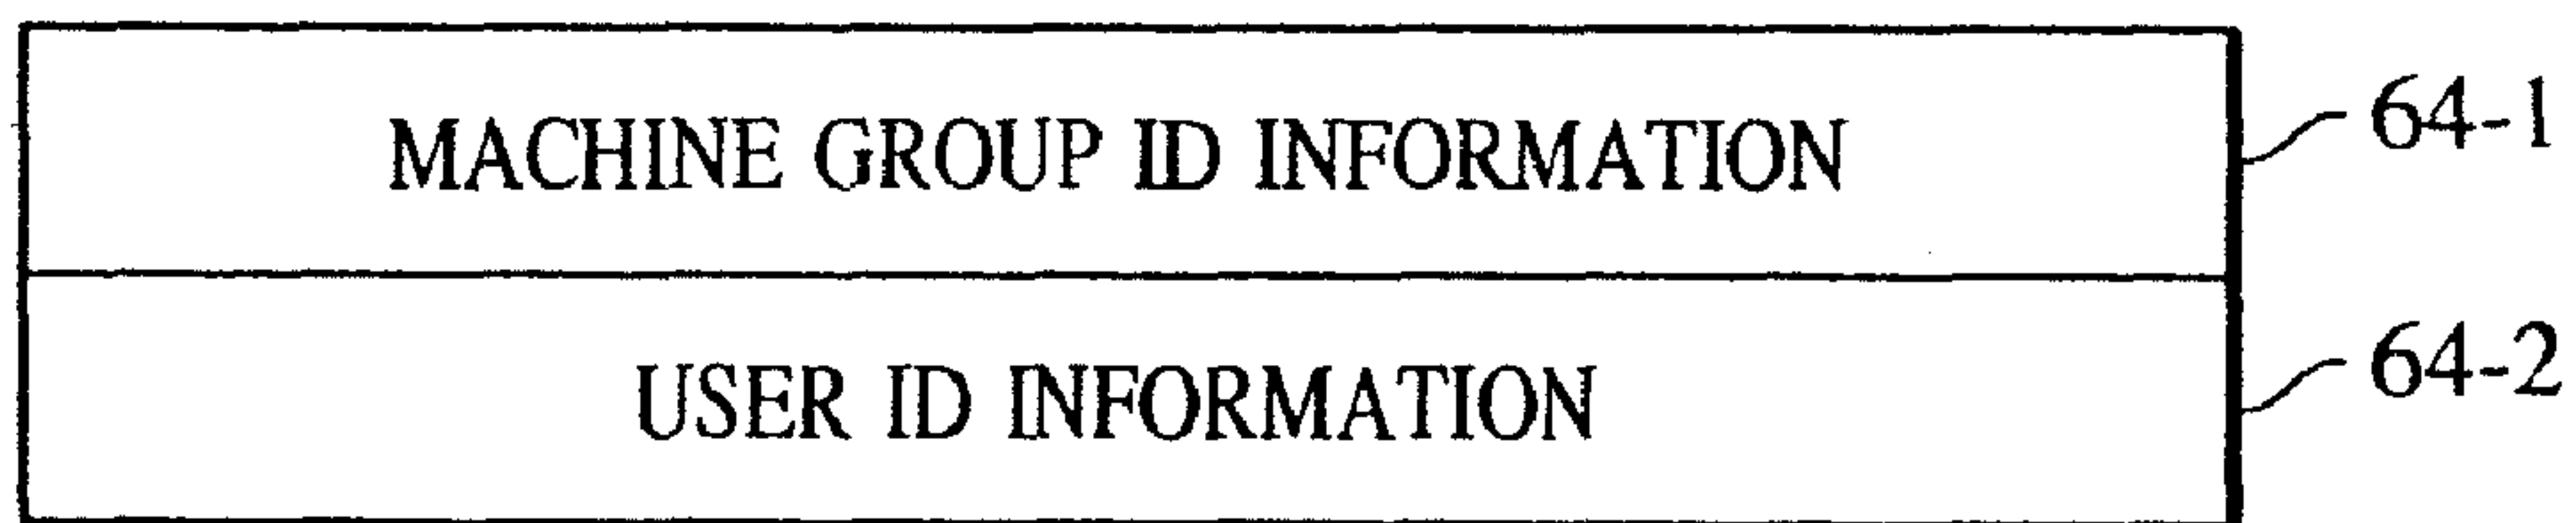 MACHINE GROUP ID INFORMATION 64-1
USER ID INFORMATION 64-2